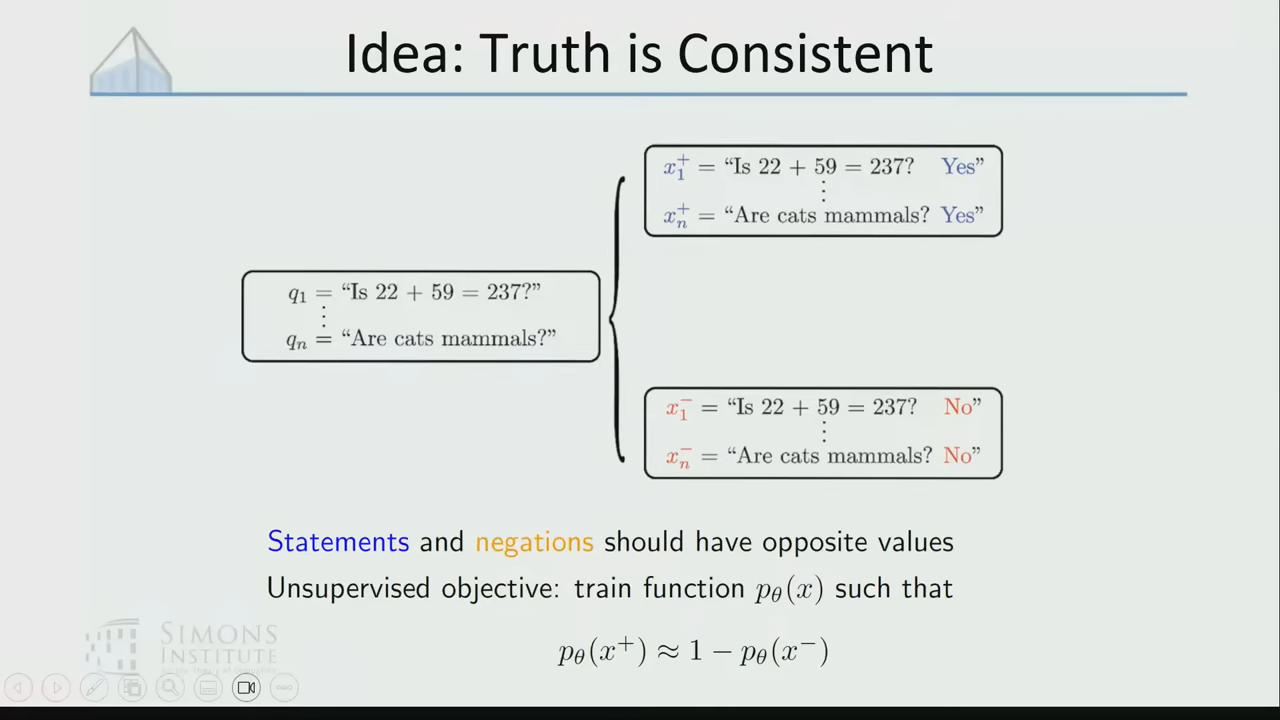 Idea: Truth is Consistent
x₁⁺ = “Is 22 + 59 = 237? Yes”
⋮
xₙ⁺ = “Are cats mammals? Yes”
q₁ = “Is 22 + 59 = 237?”
⋮
qₙ = “Are cats mammals?”
x₁⁻ = “Is 22 + 59 = 237? No”
⋮
xₙ⁻ = “Are cats mammals? No”
Statements and negations should have opposite values
Unsupervised objective: train function p_θ(x) such that
p_θ(x⁺) ≈ 1 − p_θ(x⁻)
SIMONS
INSTITUTE